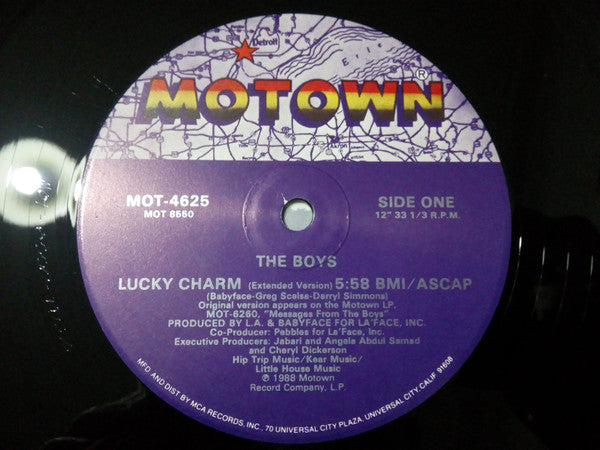 Detroit
Erie
MOTOWN®
MOT-4625
MOT 8560
SIDE ONE
12" 33 1/3 R.P.M.
THE BOYS
LUCKY CHARM (Extended Version) 5:58 BMI/ASCAP
(Babyface-Greg Scelsa-Darryl Simmons)
Original version appears on the Motown LP.
MOT-6260, "Messages From The Boys"
PRODUCED BY L.A. & BABYFACE FOR LA'FACE, INC.
Co-Producer: Pebbles for La'Face, Inc.
Executive Producers: Jabari and Angela Abdul Samad
and Cheryl Dickerson
Hip Trip Music/Kear Music/
Little House Music
℗ 1988 Motown
Record Company, L.P.
MFD AND DIST BY MCA RECORDS, INC., 70 UNIVERSAL CITY PLAZA, UNIVERSAL CITY, CALIF. 91608